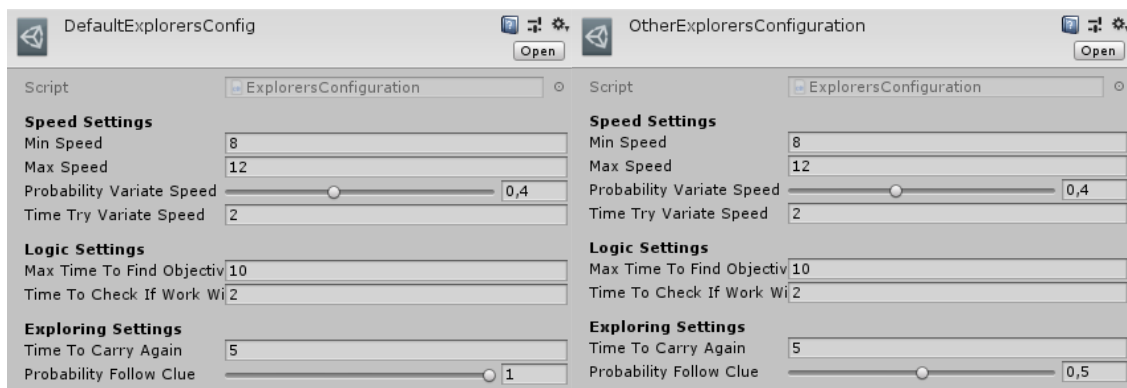 DefaultExplorersConfig
Open
Script ExplorersConfiguration
Speed Settings
Min Speed 8
Max Speed 12
Probability Variate Speed 0,4
Time Try Variate Speed 2
Logic Settings
Max Time To Find Objectiv 10
Time To Check If Work Wi 2
Exploring Settings
Time To Carry Again 5
Probability Follow Clue 1
OtherExplorersConfiguration
Open
Script ExplorersConfiguration
Speed Settings
Min Speed 8
Max Speed 12
Probability Variate Speed 0,4
Time Try Variate Speed 2
Logic Settings
Max Time To Find Objectiv 10
Time To Check If Work Wi 2
Exploring Settings
Time To Carry Again 5
Probability Follow Clue 0,5